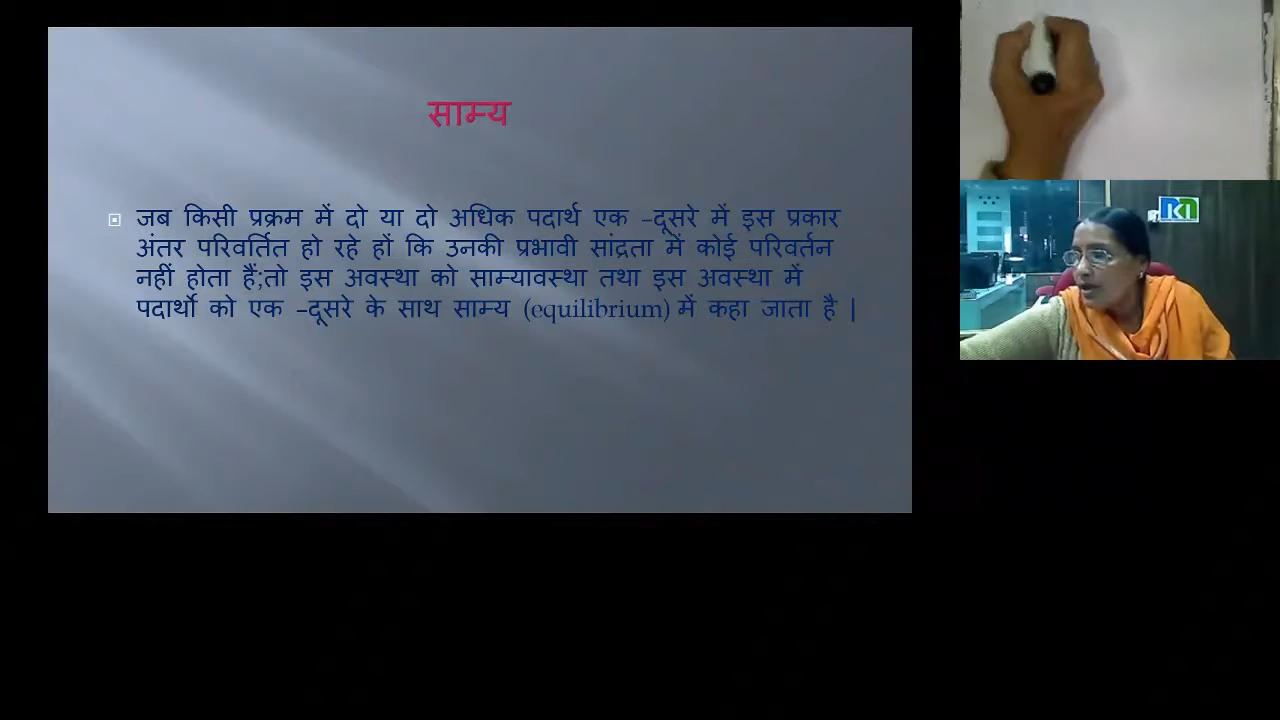 साम्य
जब किसी प्रक्रम में दो या दो अधिक पदार्थ एक –दूसरे में इस प्रकार
अंतर परिवर्तित हो रहे हों कि उनकी प्रभावी सांद्रता में कोई परिवर्तन
नहीं होता हैं;तो इस अवस्था को साम्यावस्था तथा इस अवस्था में
पदार्थो को एक –दूसरे के साथ साम्य (equilibrium) में कहा जाता है |